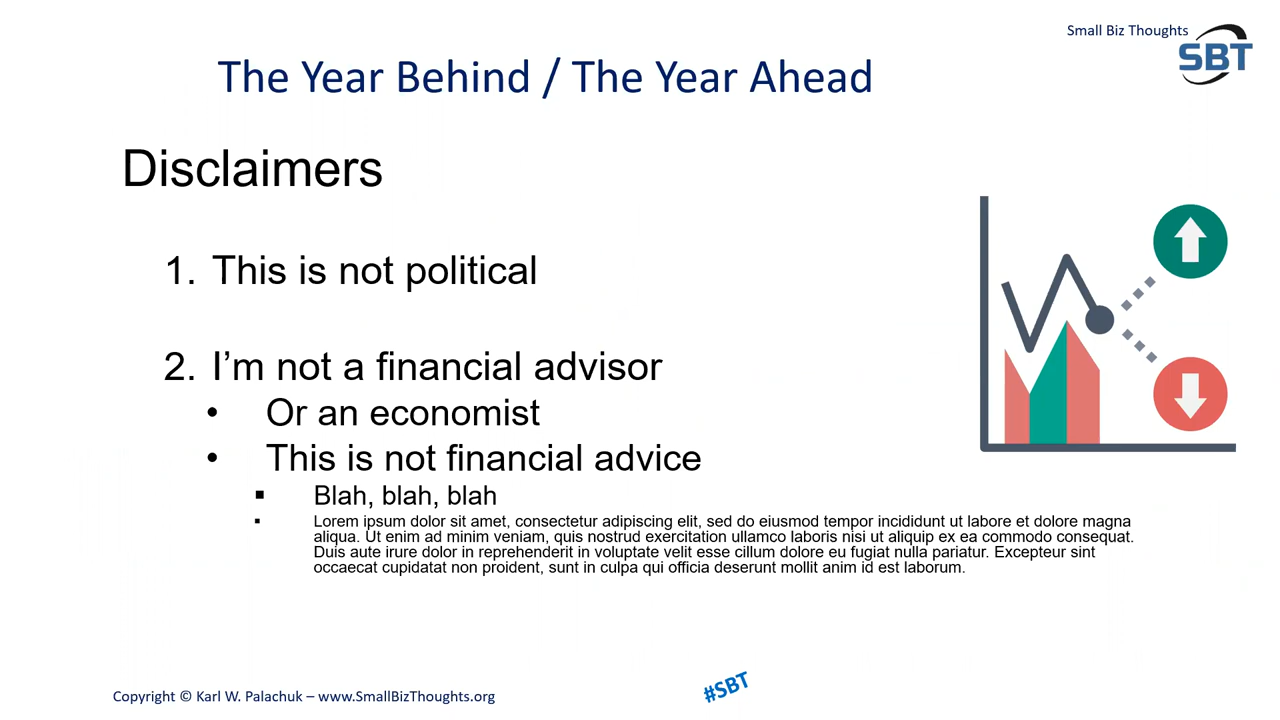 Small Biz Thoughts
SBT
The Year Behind / The Year Ahead
Disclaimers
1. This is not political
2. I’m not a financial advisor
• Or an economist
• This is not financial advice
▪ Blah, blah, blah
▪ Lorem ipsum dolor sit amet, consectetur adipiscing elit, sed do eiusmod tempor incididunt ut labore et dolore magna
aliqua. Ut enim ad minim veniam, quis nostrud exercitation ullamco laboris nisi ut aliquip ex ea commodo consequat.
Duis aute irure dolor in reprehenderit in voluptate velit esse cillum dolore eu fugiat nulla pariatur. Excepteur sint
occaecat cupidatat non proident, sunt in culpa qui officia deserunt mollit anim id est laborum.
#SBT
Copyright © Karl W. Palachuk – www.SmallBizThoughts.org